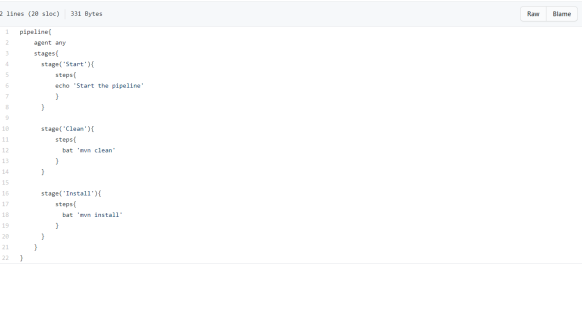 2 lines (20 sloc) | 331 Bytes Raw Blame
1 pipeline{
2 agent any
3 stages{
4 stage('Start'){
5 steps{
6 echo 'Start the pipeline'
7 }
8 }
9
10 stage('Clean'){
11 steps{
12 bat 'mvn clean'
13 }
14 }
15
16 stage('Install'){
17 steps{
18 bat 'mvn install'
19 }
20 }
21 }
22 }